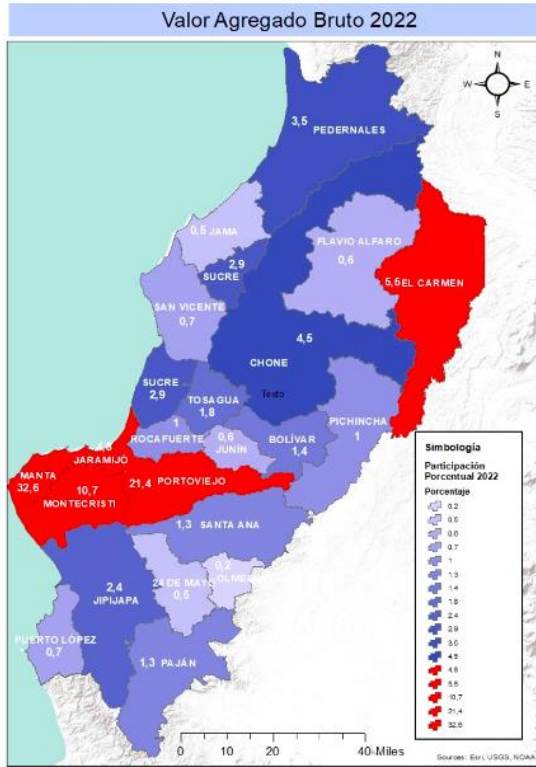 Valor Agregado Bruto 2022
N
W E
S
3,5
PEDERNALES
0,5 JAMA
FLAVIO ALFARO
0,6
2,9
SUCRE
5,5 EL CARMEN
SAN VICENTE
0,7
4,5
CHONE
SUCRE
2,9
TOSAGUA
1,8
Texto
PICHINCHA
1
1
ROCAFUERTE
0,6
JUNÍN
BOLÍVAR
1,4
4,8
JARAMIJÓ
MANTA
32,6
10,7
MONTECRISTI
21,4
PORTOVIEJO
1,3 SANTA ANA
2,4
JIPIJAPA
24 DE MAYO
0,5
0,2
OLMEDO
PUERTO LÓPEZ
0,7
1,3 PAJÁN
Simbología
Participación
Porcentual 2022
Porcentaje
0,2
0,5
0,6
0,7
1
1,3
1,4
1,8
2,4
2,9
3,5
4,5
4,8
5,5
10,7
21,4
32,6
0 10 20 40 Miles
Sources: Esri, USGS, NOAA